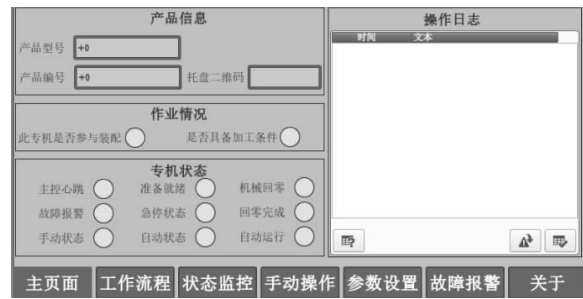 产品信息
产品型号 +0
产品编号 +0 托盘二维码
作业情况
此专机是否参与装配 是否具备加工条件
专机状态
主控心跳 准备就绪 机械回零
故障报警 急停状态 回零完成
手动状态 自动状态 自动运行
操作日志
时间 文本
主页面 工作流程 状态监控 手动操作 参数设置 故障报警 关于